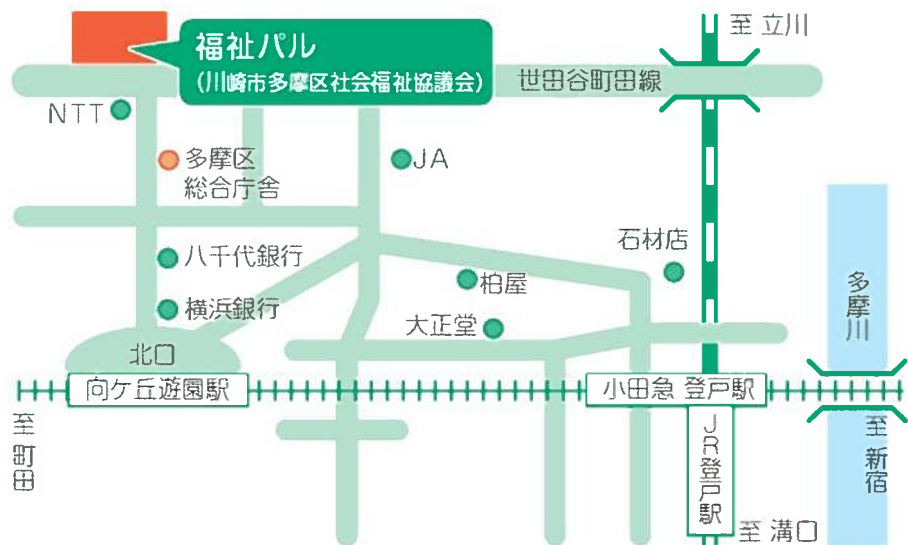 至 立川
福祉パル
(川崎市多摩区社会福祉協議会)
世田谷町田線
NTT
多摩区
総合庁舎
JA
石材店
八千代銀行
柏屋
多摩川
横浜銀行
大正堂
北口
向ケ丘遊園駅
小田急 登戸駅
至 町田
JR登戸駅
至 新宿
至 溝口